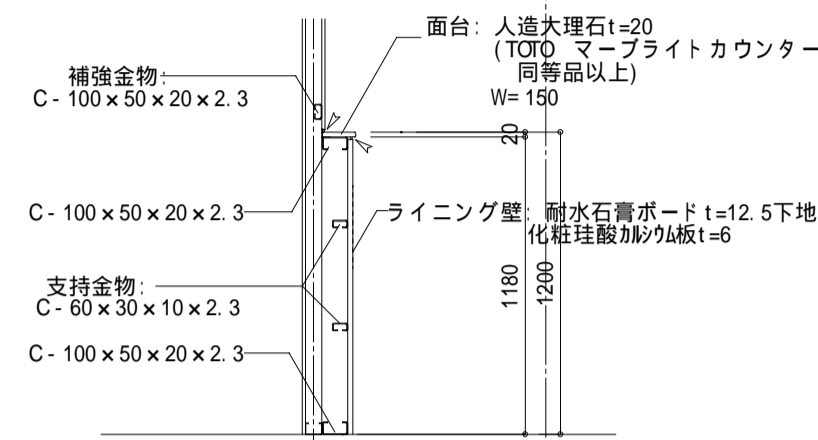 面台: 人造大理石t=20
(TOTO マーブライトカウンター
同等品以上)
W= 150
補強金物:
C- 100×50×20×2.3
20
C- 100×50×20×2.3
ライニング壁: 耐水石膏ボードt=12.5下地
化粧珪酸ｶﾙｼｳﾑ板t=6
支持金物:
C- 60×30×10×2.3
1180
1200
C- 100×50×20×2.3